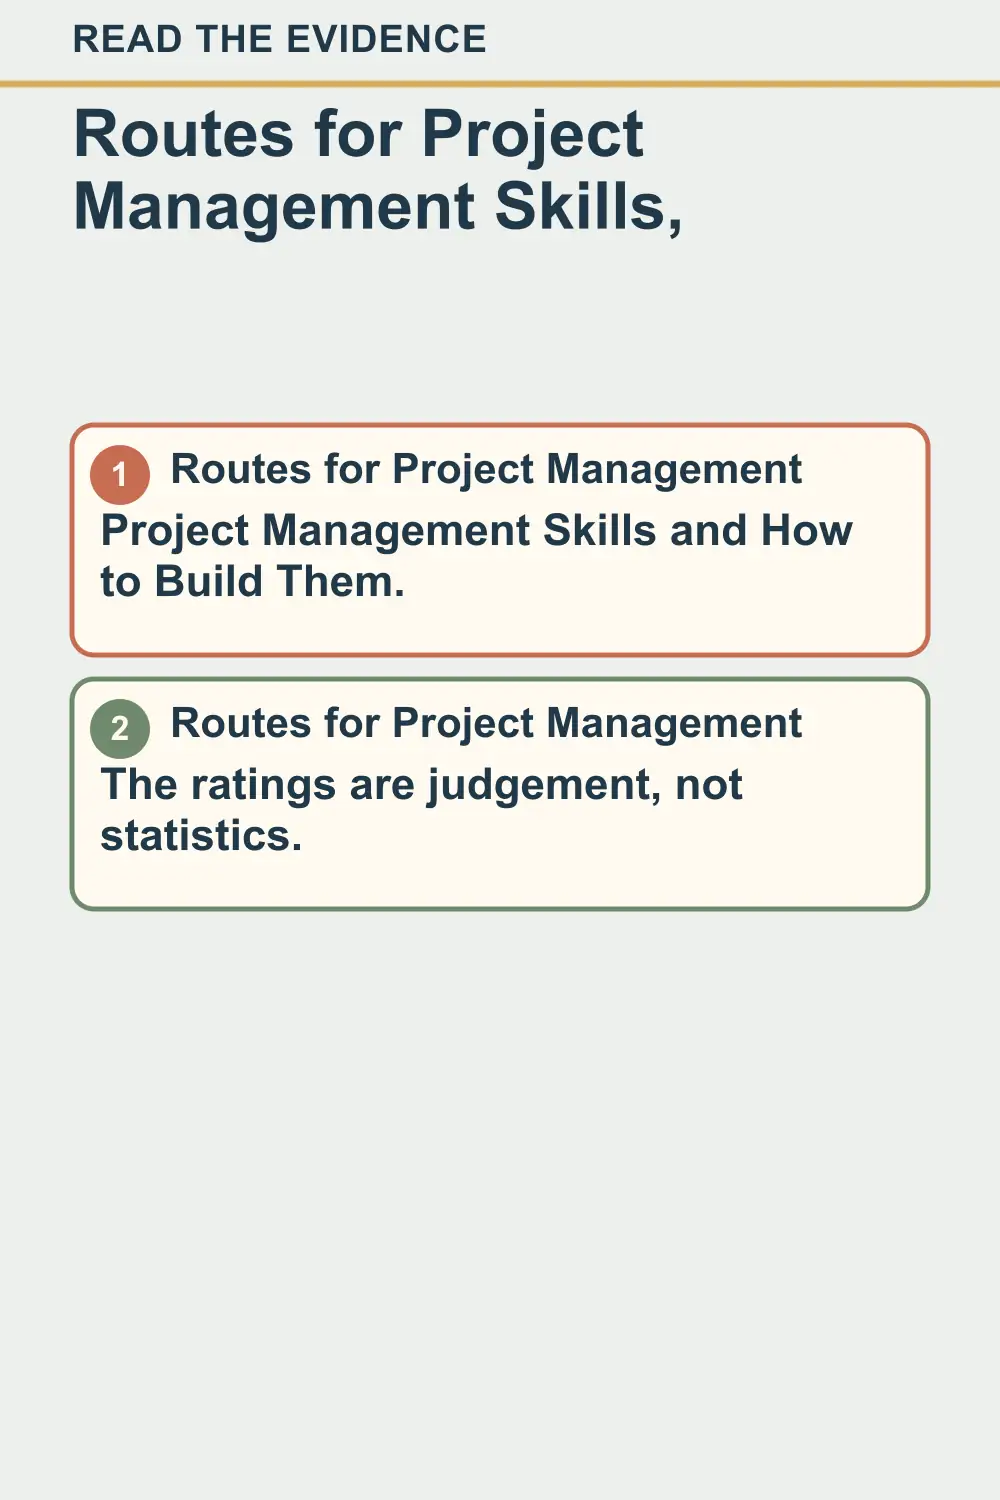 READ THE EVIDENCE
Routes for Project
Management Skills,
1 Routes for Project Management
Project Management Skills and How
to Build Them.
2 Routes for Project Management
The ratings are judgement, not
statistics.